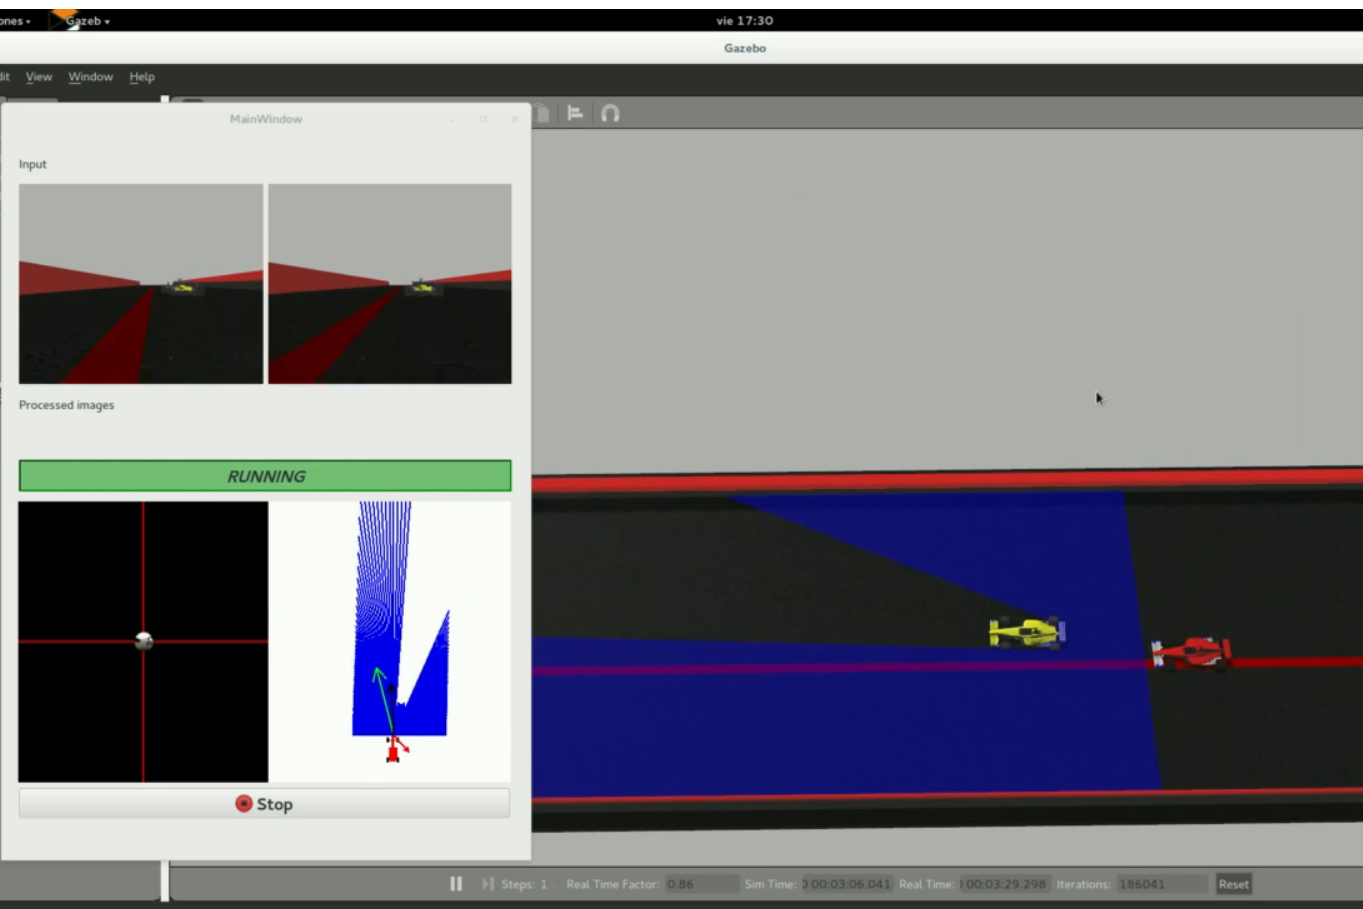 ones
Gazeb
vie 17:30
Gazebo
dit View Window Help
MainWindow
Input
Processed images
RUNNING
Stop
Steps: 1 Real Time Factor: 0.86 Sim Time: 00:03:06.041 Real Time: 00:03:29.298 Iterations: 186041 Reset